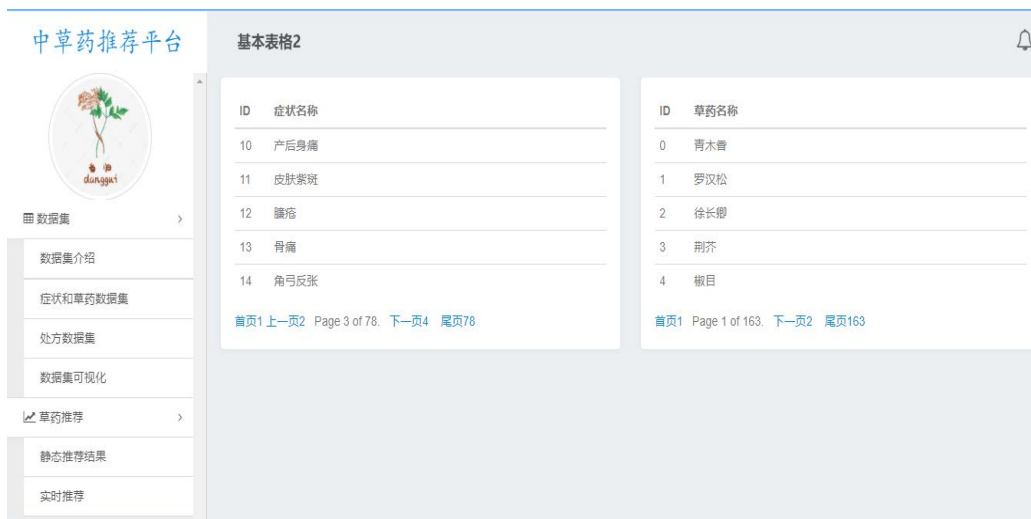 中草药推荐平台
当归
danggui
田 数据集
数据集介绍
症状和草药数据集
处方数据集
数据集可视化
草药推荐
静态推荐结果
实时推荐
基本表格2
ID 症状名称
10 产后身痛
11 皮肤紫斑
12 臁疮
13 骨痛
14 角弓反张
首页1 上一页2 Page 3 of 78. 下一页4 尾页78
ID 草药名称
0 青木香
1 罗汉松
2 徐长卿
3 荆芥
4 椒目
首页1 Page 1 of 163. 下一页2 尾页163